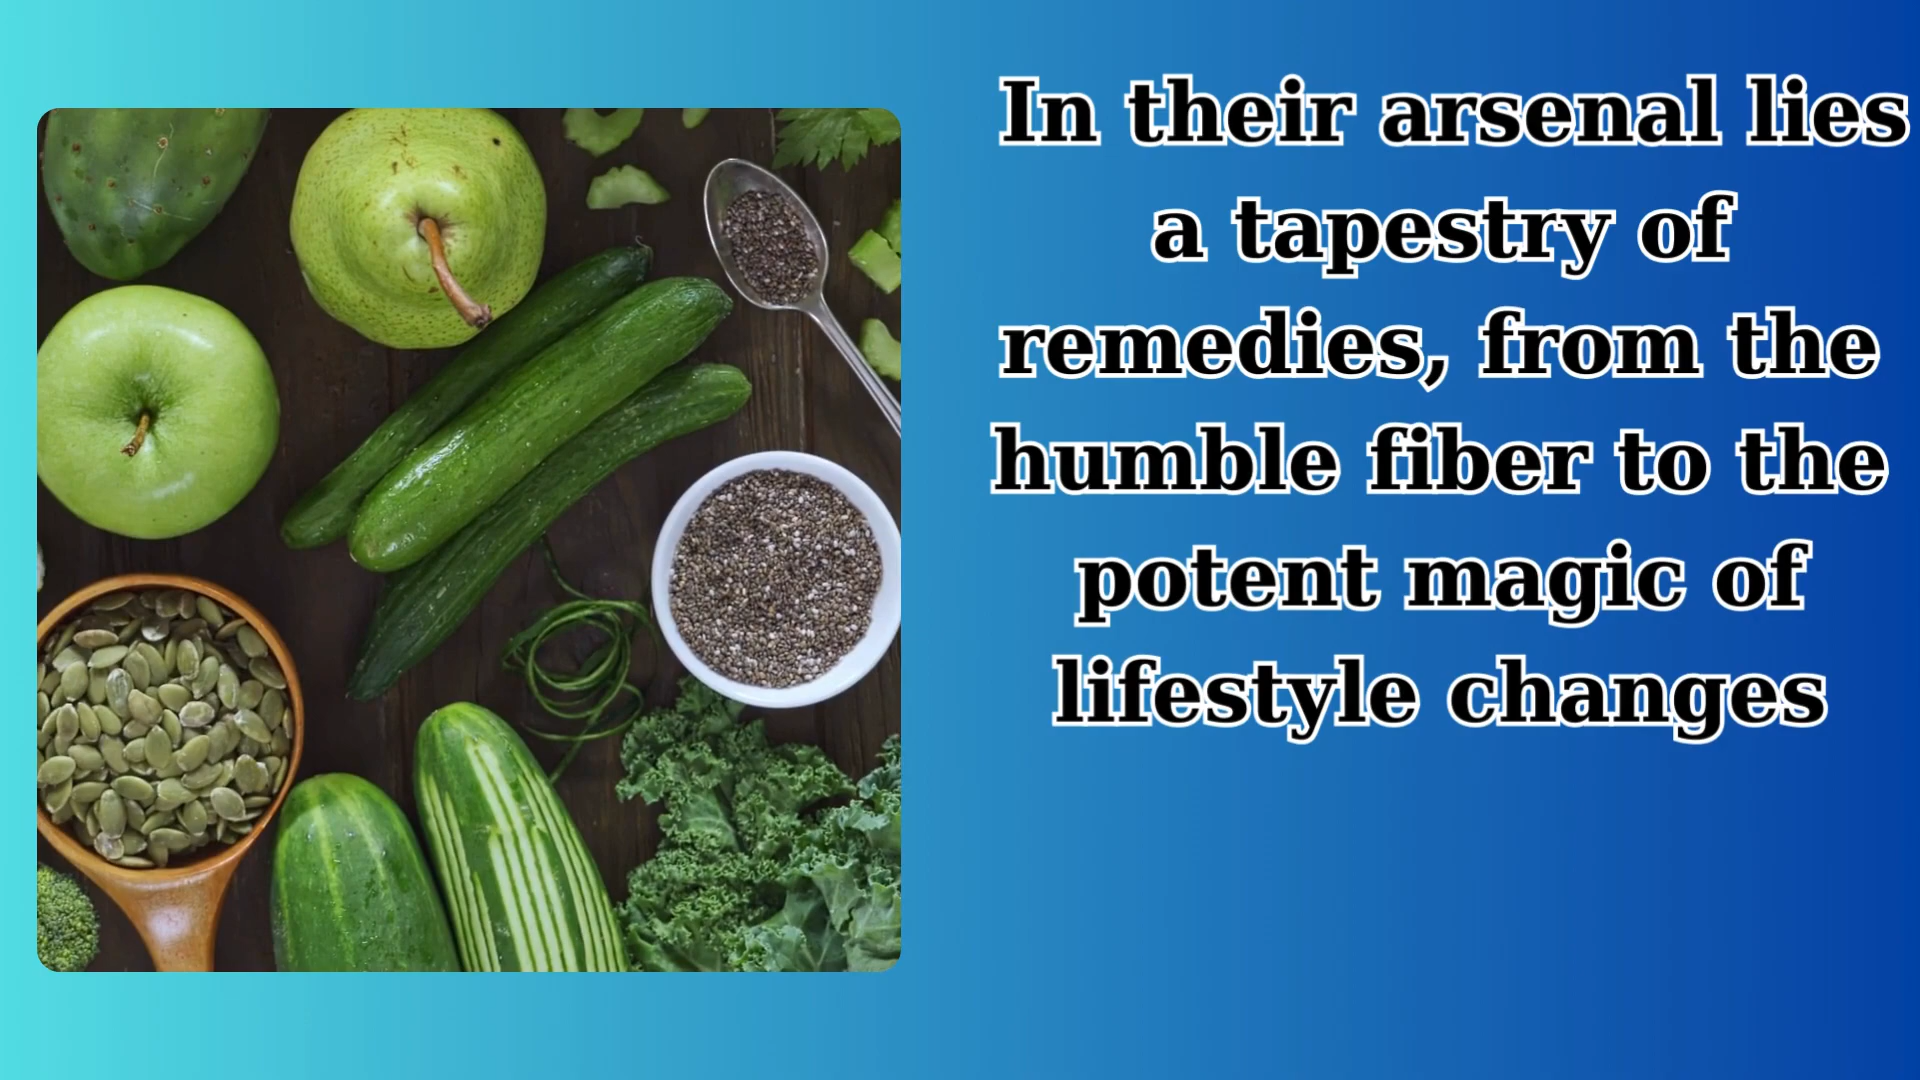 In their arsenal lies
a tapestry of
remedies, from the
humble fiber to the
potent magic of
lifestyle changes